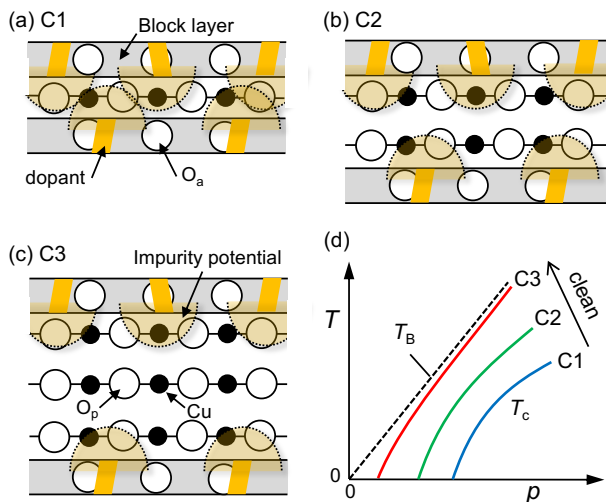 (a) C1
Block layer
dopant
Oa
(b) C2
(c) C3
Impurity potential
Op
Cu
(d)
T
TB
C3
C2
C1
clean
Tc
0
0
p